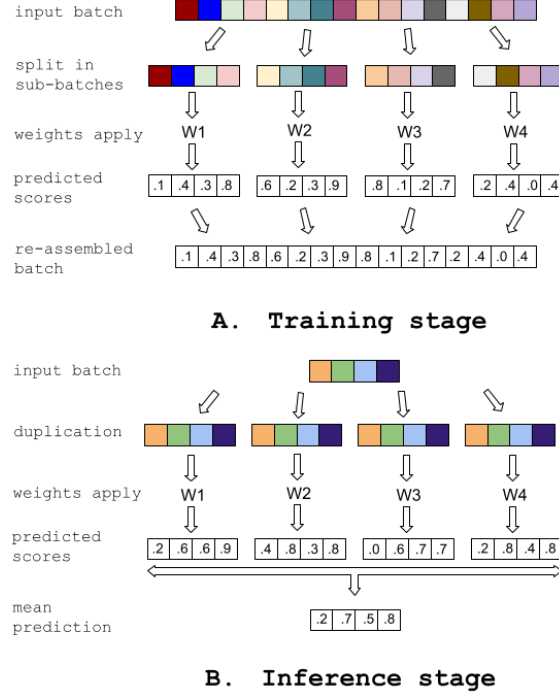 input batch
split in
sub-batches
weights apply W1 W2 W3 W4
predicted
scores
.1 .4 .3 .8 .6 .2 .3 .9 .8 .1 .2 .7 .2 .4 .0 .4
re-assembled
batch
.1 .4 .3 .8 .6 .2 .3 .9 .8 .1 .2 .7 .2 .4 .0 .4
A. Training stage
input batch
duplication
weights apply W1 W2 W3 W4
predicted
scores
.2 .6 .6 .9 .4 .8 .3 .8 .0 .6 .7 .7 .2 .8 .4 .8
mean
prediction
.2 .7 .5 .8
B. Inference stage